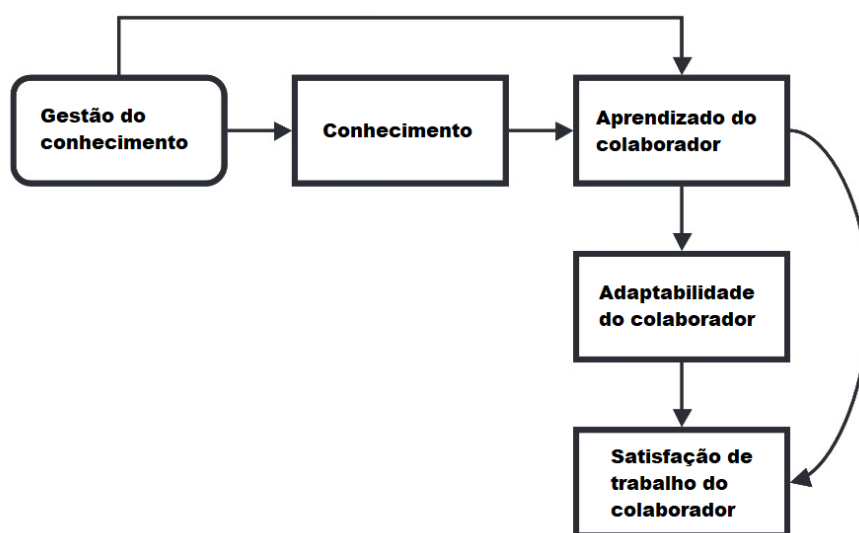 Gestão do
conhecimento
Conhecimento
Aprendizado do
colaborador
Adaptabilidade
do colaborador
Satisfação de
trabalho do
colaborador